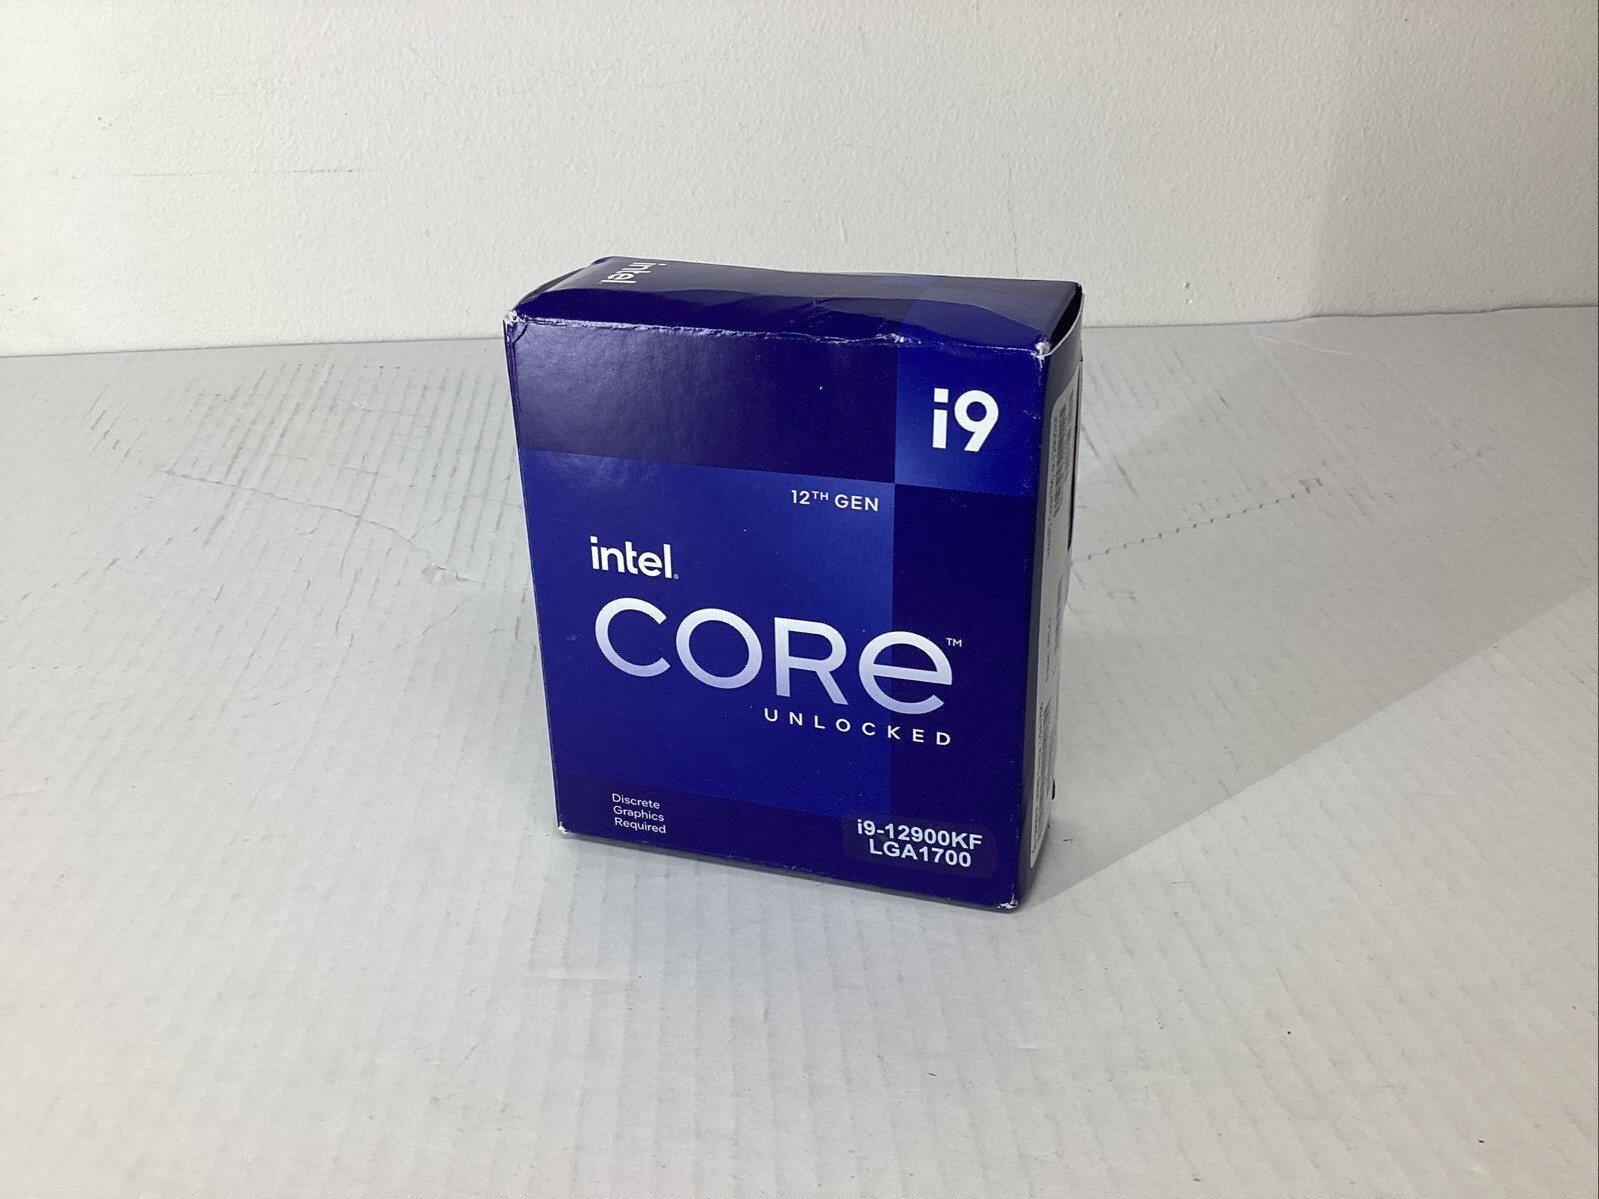 intel
i9
12TH GEN
intel®
CORe™
UNLOCKED
Discrete
Graphics
Required
i9-12900KF
LGA1700